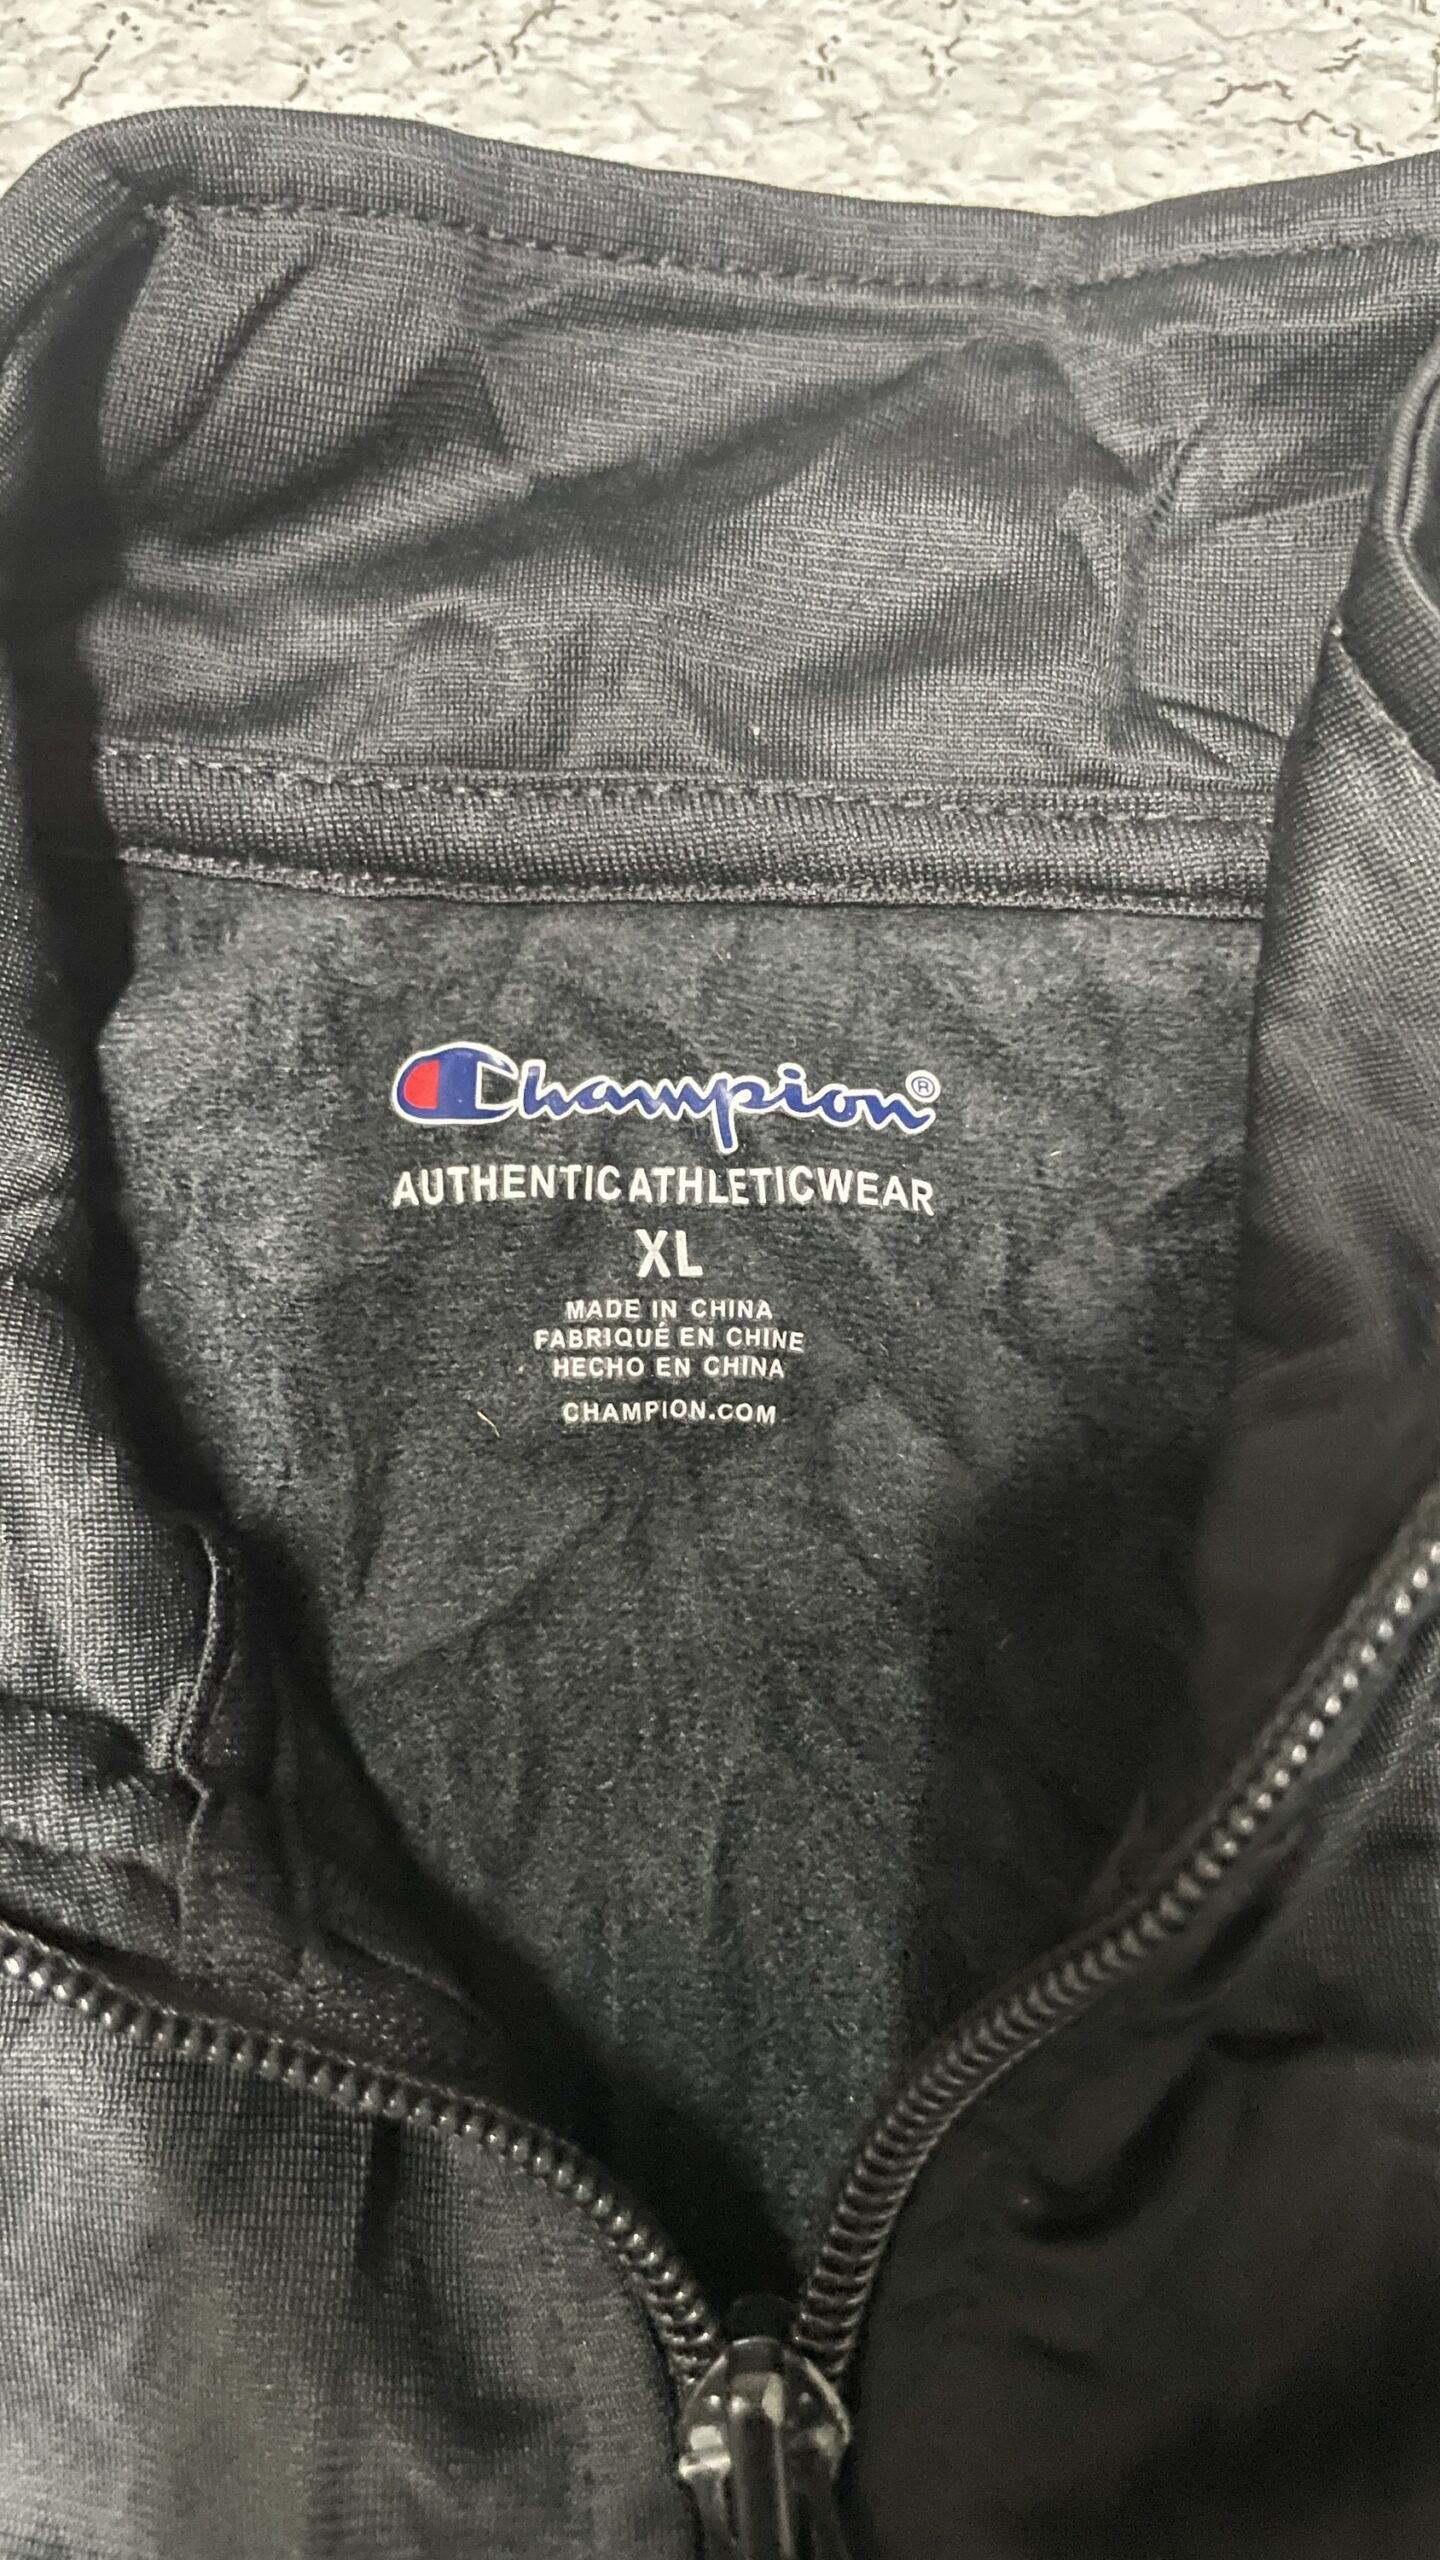 Champion®
AUTHENTIC ATHLETICWEAR
XL
MADE IN CHINA
FABRIQUÉ EN CHINE
HECHO EN CHINA
CHAMPION.COM